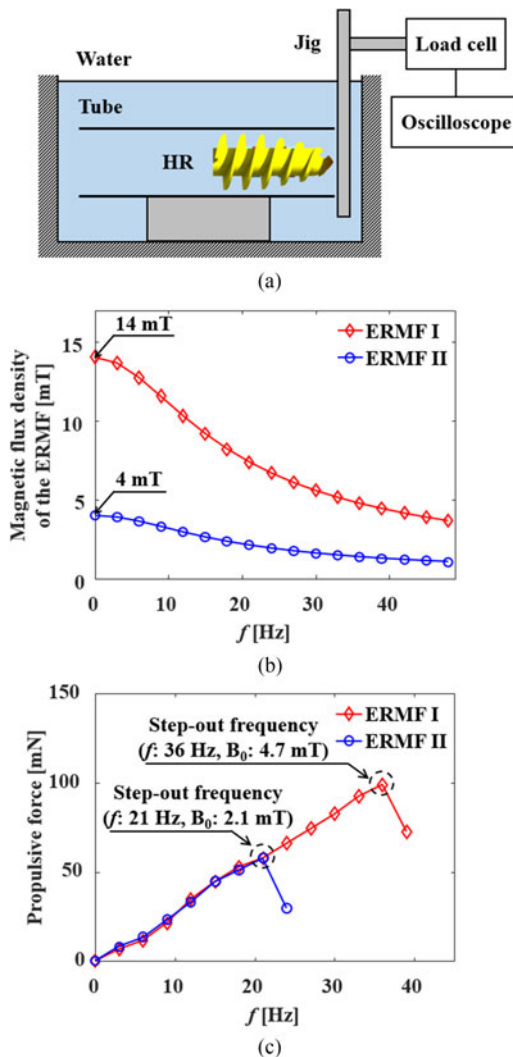 Water
Jig
Load cell
Tube
Oscilloscope
HR
(a)
14 mT
ERMF I
ERMF II
Magnetic flux density
of the ERMF [mT]
15
10
5
0
4 mT
0 10 20 30 40
f [Hz]
(b)
Propulsive force [mN]
150
100
50
0
ERMF I
ERMF II
Step-out frequency
(f: 36 Hz, B₀: 4.7 mT)
Step-out frequency
(f: 21 Hz, B₀: 2.1 mT)
0 10 20 30 40
f [Hz]
(c)